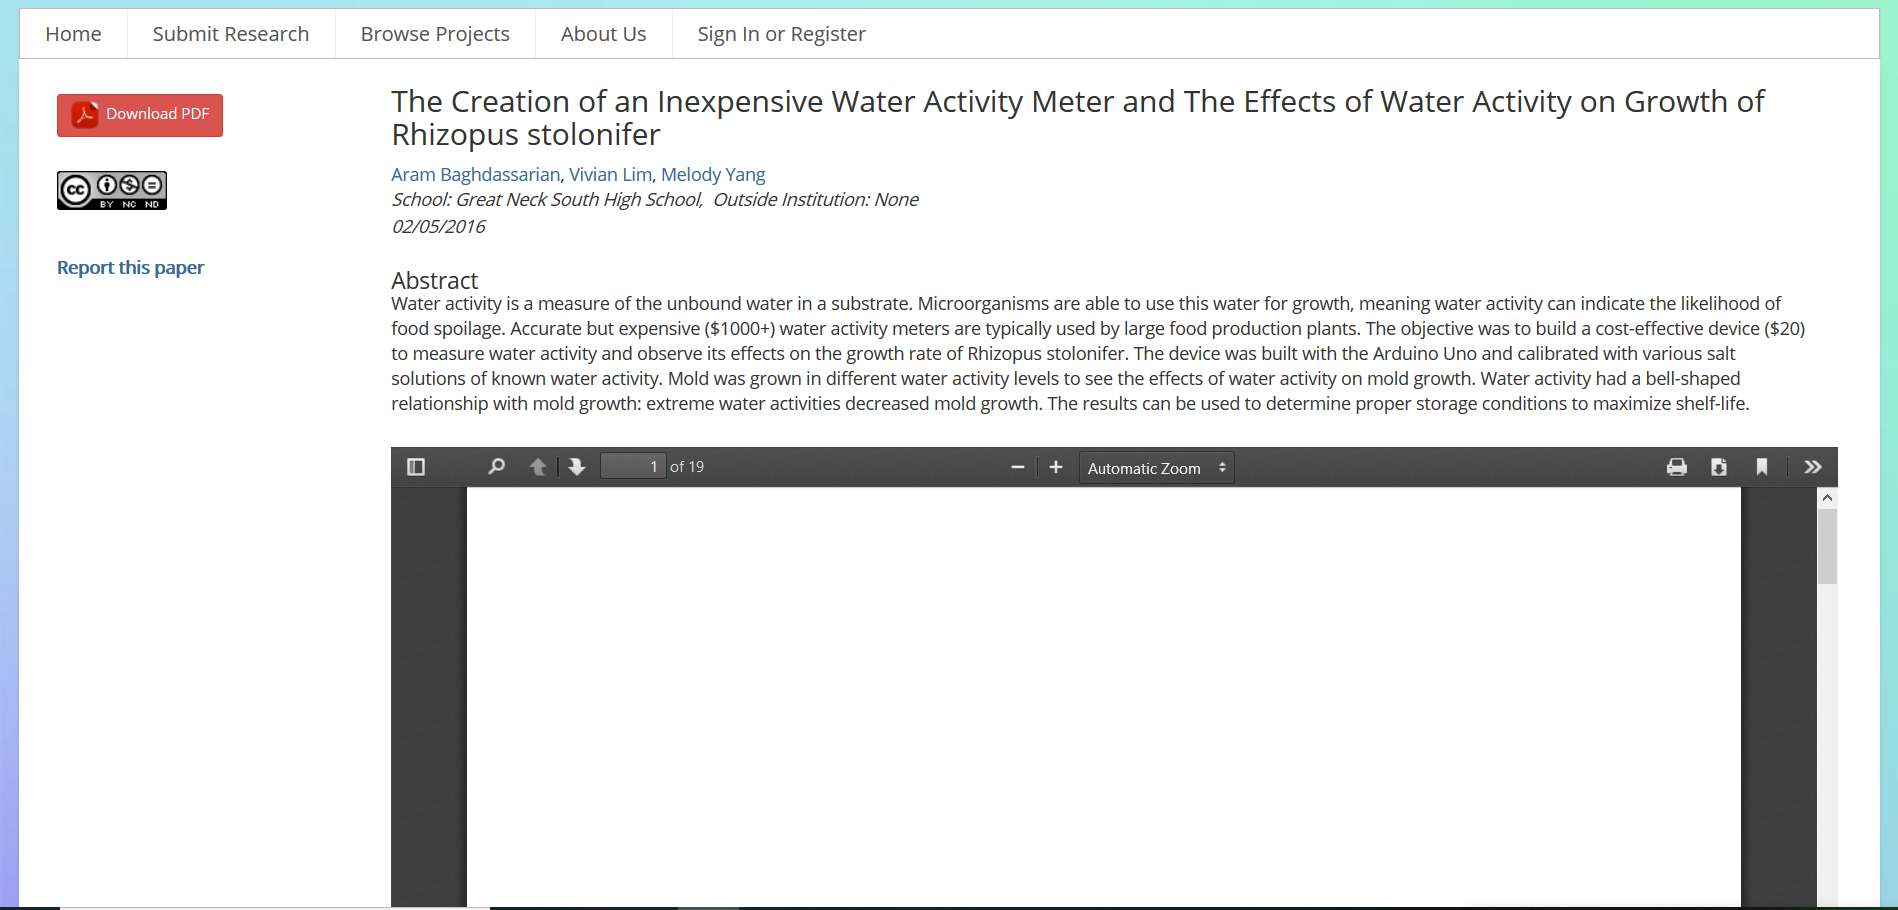 Home Submit Research Browse Projects About Us Sign In or Register
Download PDF
cc BY NC ND
Report this paper
The Creation of an Inexpensive Water Activity Meter and The Effects of Water Activity on Growth of
Rhizopus stolonifer
Aram Baghdassarian, Vivian Lim, Melody Yang
School: Great Neck South High School, Outside Institution: None
02/05/2016
Abstract
Water activity is a measure of the unbound water in a substrate. Microorganisms are able to use this water for growth, meaning water activity can indicate the likelihood of
food spoilage. Accurate but expensive ($1000+) water activity meters are typically used by large food production plants. The objective was to build a cost-effective device ($20)
to measure water activity and observe its effects on the growth rate of Rhizopus stolonifer. The device was built with the Arduino Uno and calibrated with various salt
solutions of known water activity. Mold was grown in different water activity levels to see the effects of water activity on mold growth. Water activity had a bell-shaped
relationship with mold growth: extreme water activities decreased mold growth. The results can be used to determine proper storage conditions to maximize shelf-life.
1 of 19 Automatic Zoom